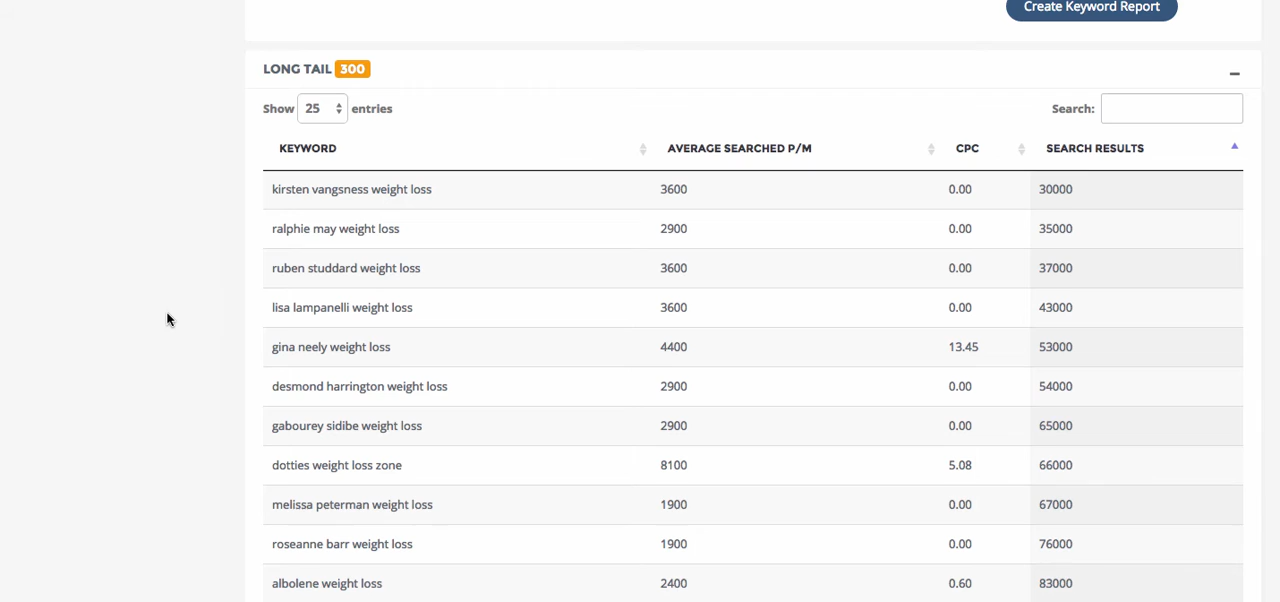 Create Keyword Report
LONG TAIL 300
Show 25 entries Search:
KEYWORD AVERAGE SEARCHED P/M CPC SEARCH RESULTS
kirsten vangsness weight loss 3600 0.00 30000
ralphie may weight loss 2900 0.00 35000
ruben studdard weight loss 3600 0.00 37000
lisa lampanelli weight loss 3600 0.00 43000
gina neely weight loss 4400 13.45 53000
desmond harrington weight loss 2900 0.00 54000
gabourey sidibe weight loss 2900 0.00 65000
dotties weight loss zone 8100 5.08 66000
melissa peterman weight loss 1900 0.00 67000
roseanne barr weight loss 1900 0.00 76000
albolene weight loss 2400 0.60 83000